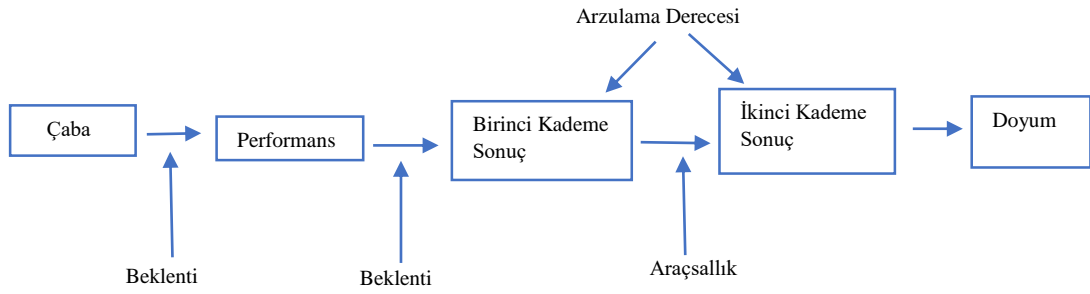 Arzulama Derecesi
Çaba
Performans
Birinci Kademe
Sonuç
İkinci Kademe
Sonuç
Doyum
Beklenti
Beklenti
Araçsallık